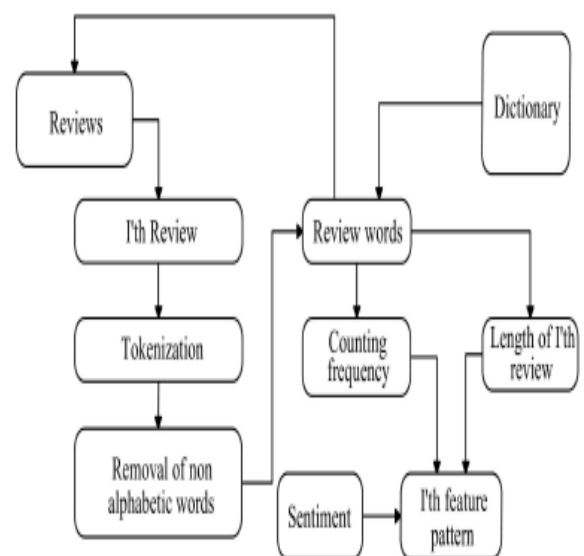 Reviews
Dictionary
I'th Review
Review words
Tokenization
Counting
frequency
Length of I'th
review
Removal of non
alphabetic words
Sentiment
I'th feature
pattern